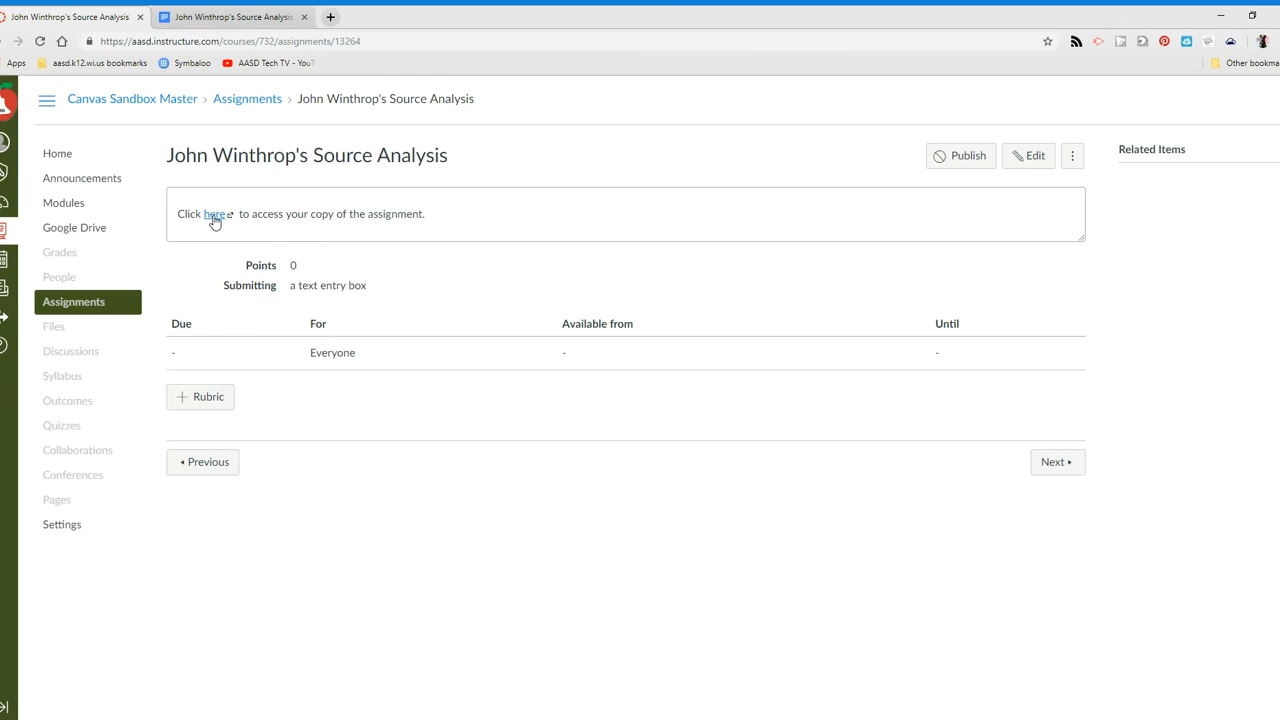 John Winthrop's Source Analysis
John Winthrop's Source Analysis
https://aasd.instructure.com/courses/732/assignments/13264
Apps
aasd.k12.wi.us bookmarks
Symbaloo
AASD Tech TV - YouT
Other bookma
Canvas Sandbox Master › Assignments › John Winthrop's Source Analysis
Home
Announcements
Modules
Google Drive
Grades
People
Assignments
Files
Discussions
Syllabus
Outcomes
Quizzes
Collaborations
Conferences
Pages
Settings
John Winthrop's Source Analysis
Publish
Edit
Related Items
Click here to access your copy of the assignment.
Points 0
Submitting a text entry box
Due For Available from Until
- Everyone - -
+ Rubric
Previous
Next